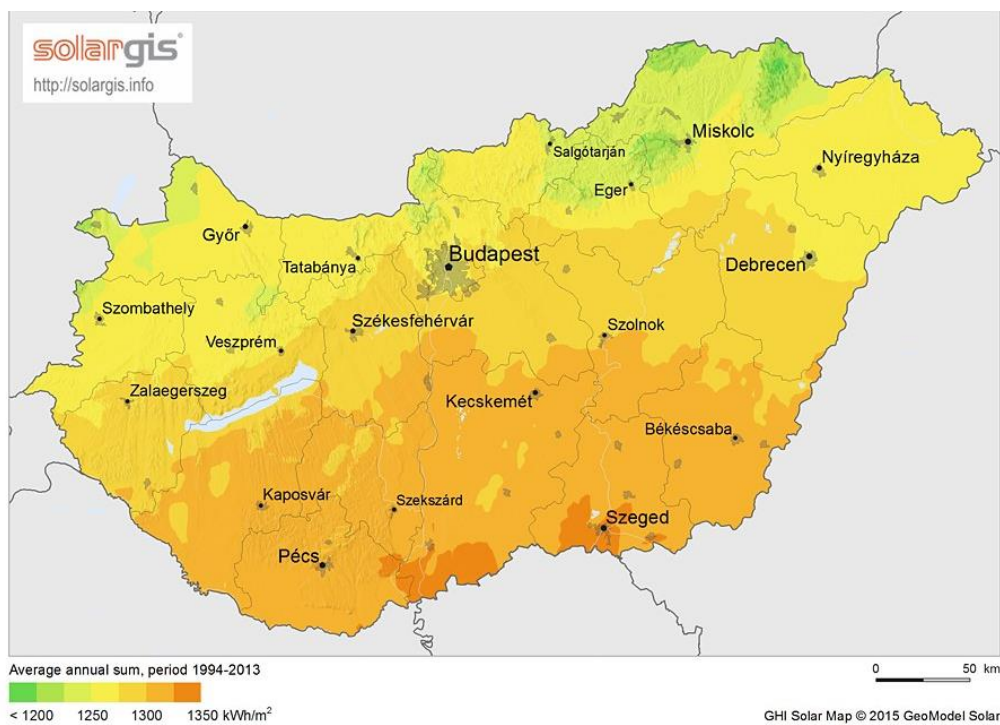 solargis
http://solargis.info
Miskolc
Salgótarján
Nyíregyháza
Eger
Győr
Budapest
Tatabánya
Debrecen
Szombathely
Székesfehérvár
Szolnok
Veszprém
Zalaegerszeg
Kecskemét
Békéscsaba
Kaposvár
Szekszárd
Szeged
Pécs
Average annual sum, period 1994-2013
0 50 km
< 1200 1250 1300 1350 kWh/m²
GHI Solar Map © 2015 GeoModel Solar